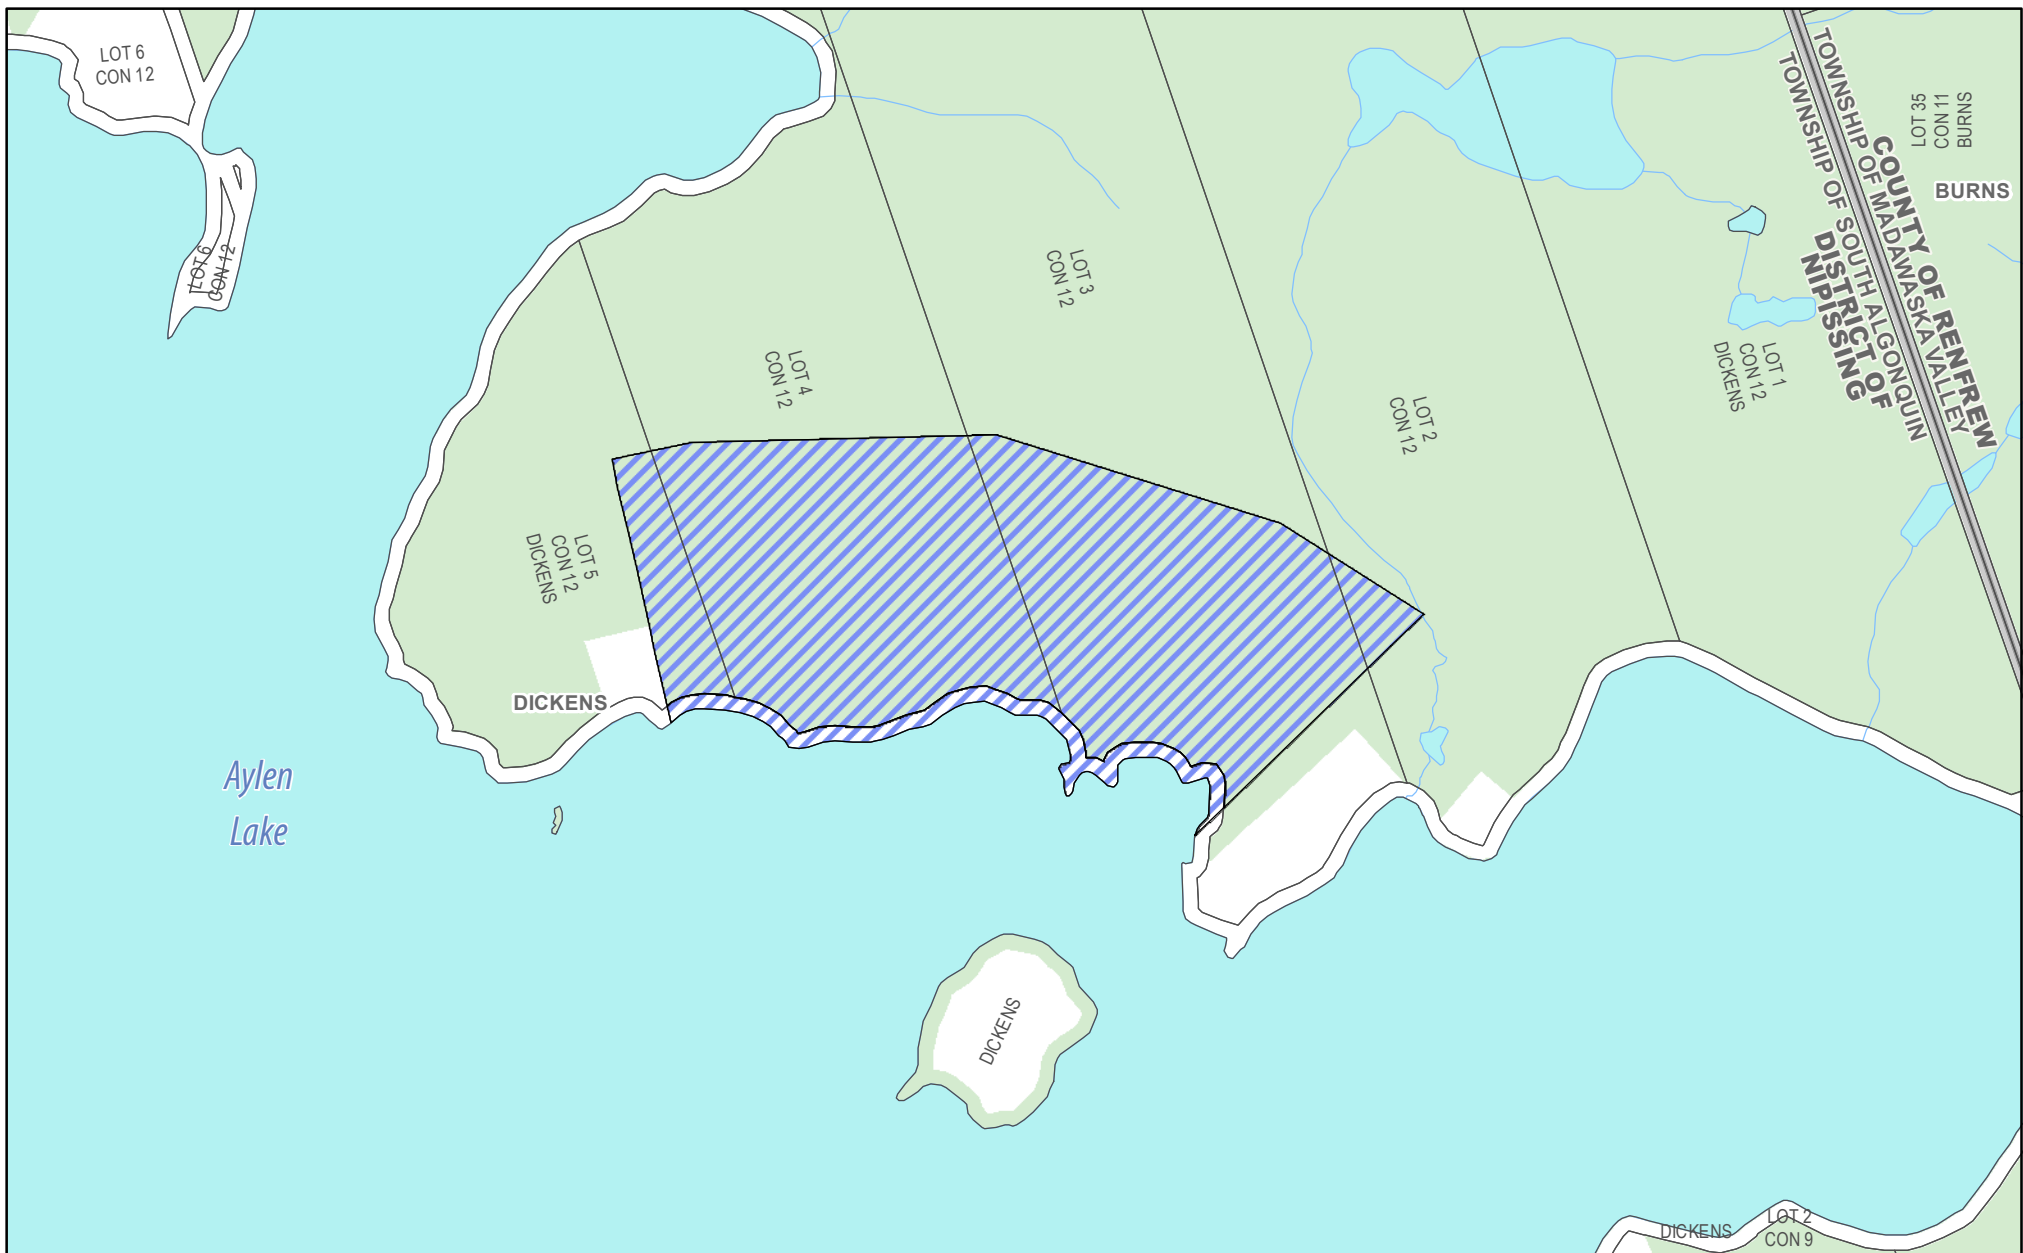 LOT 6
CON 12
LOT 6
CON 12
LOT 35
CON 11
BURNS
BURNS
COUNTY OF RENFREW
TOWNSHIP OF MADAWASKA VALLEY
TOWNSHIP OF SOUTH ALGONQUIN
DISTRICT OF
NIPISSING
LOT 3
CON 12
LOT 4
CON 12
LOT 2
CON 12
LOT 1
CON 12
DICKENS
LOT 5
CON 12
DICKENS
DICKENS
Aylen
Lake
DICKENS
DICKENS
LOT 2
CON 9